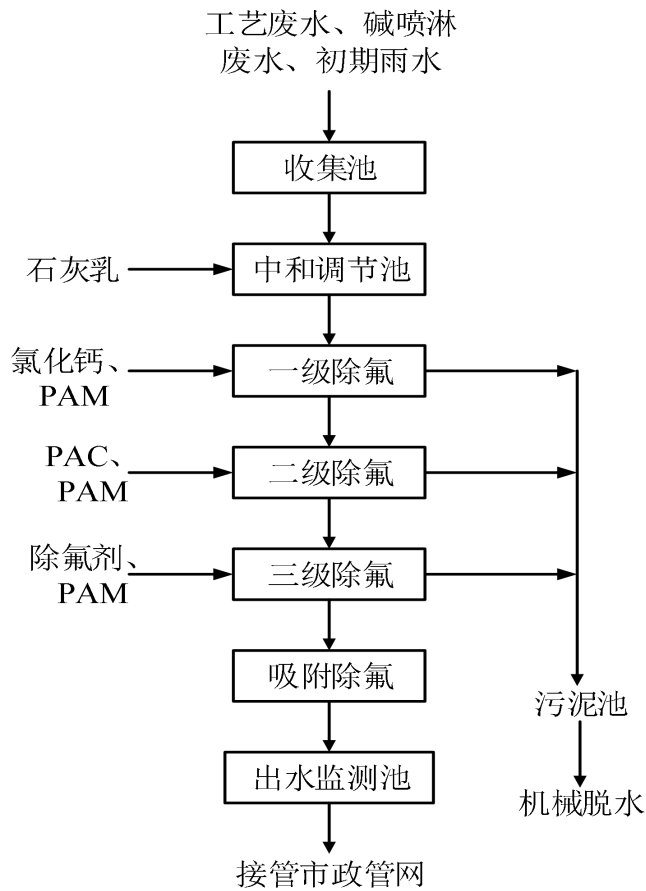 工艺废水、碱喷淋
废水、初期雨水
收集池
石灰乳
中和调节池
氯化钙、
PAM
一级除氟
PAC、
PAM
二级除氟
除氟剂、
PAM
三级除氟
吸附除氟
污泥池
出水监测池
机械脱水
接管市政管网